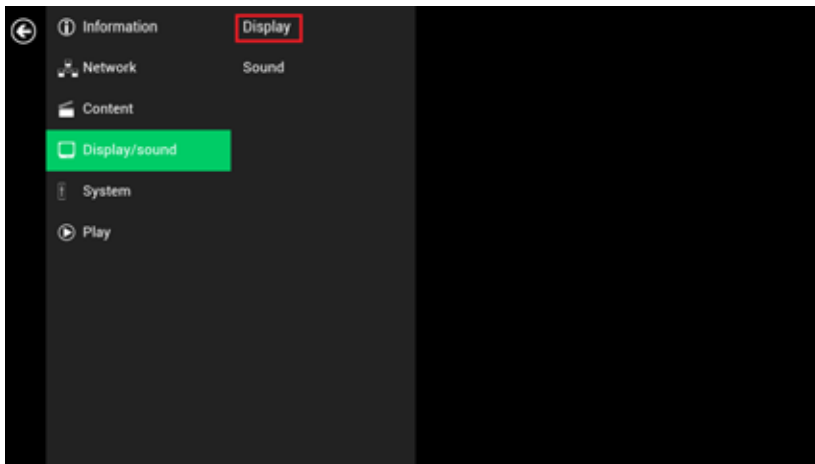 Information
Network
Content
Display/sound
System
Play
Display
Sound